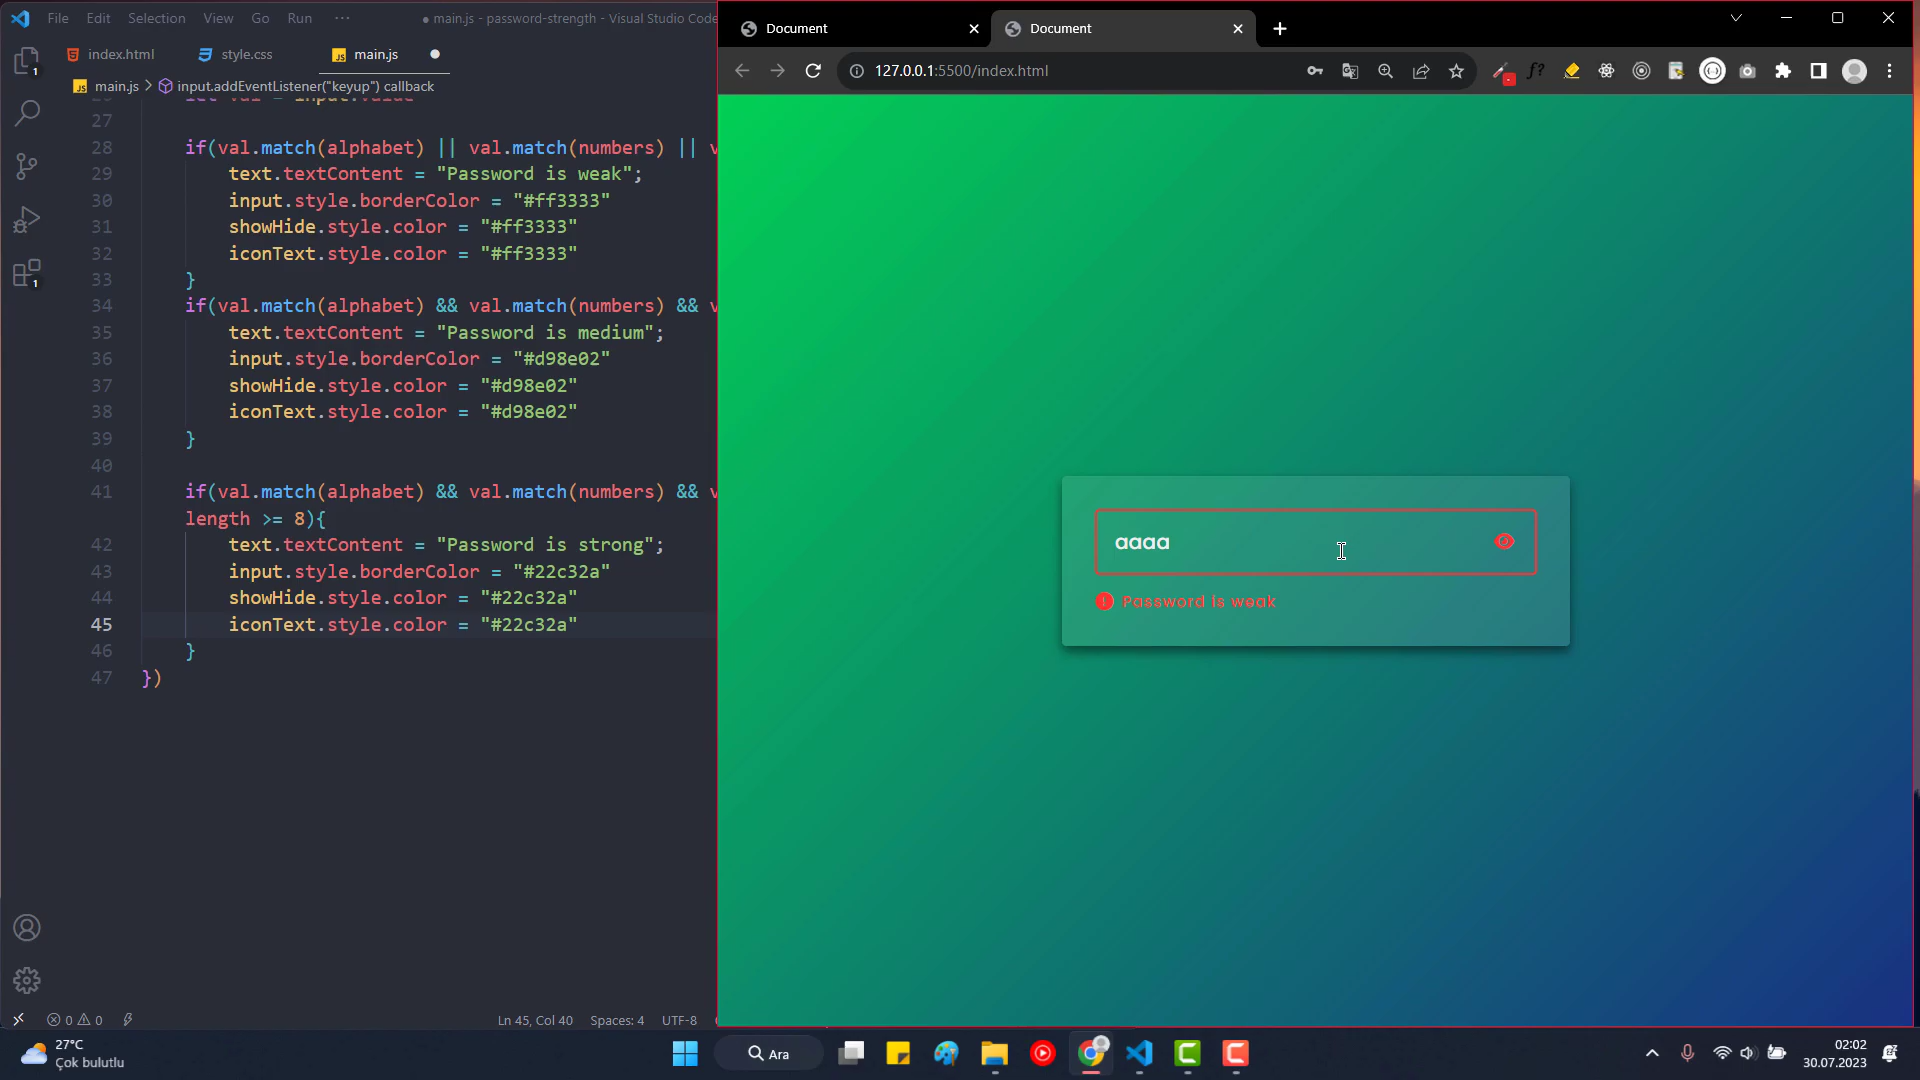 File Edit Selection View Go Run ··· ● main.js - password-strength - Visual Studio Code
index.html style.css JS main.js ●
JS main.js > input.addEventListener("keyup") callback
27
28 if(val.match(alphabet) || val.match(numbers) || v
29 text.textContent = "Password is weak";
30 input.style.borderColor = "#ff3333"
31 showHide.style.color = "#ff3333"
32 iconText.style.color = "#ff3333"
33 }
34 if(val.match(alphabet) && val.match(numbers) && v
35 text.textContent = "Password is medium";
36 input.style.borderColor = "#d98e02"
37 showHide.style.color = "#d98e02"
38 iconText.style.color = "#d98e02"
39 }
40
41 if(val.match(alphabet) && val.match(numbers) && v
length >= 8){
42 text.textContent = "Password is strong";
43 input.style.borderColor = "#22c32a"
44 showHide.style.color = "#22c32a"
45 iconText.style.color = "#22c32a"
46 }
47 })
1
1
0 0 Ln 45, Col 40 Spaces: 4 UTF-8
Document Document
127.0.0.1:5500/index.html
f?
aaaa
Password is weak
27°C
Çok bulutlu
Ara
02:02
30.07.2023